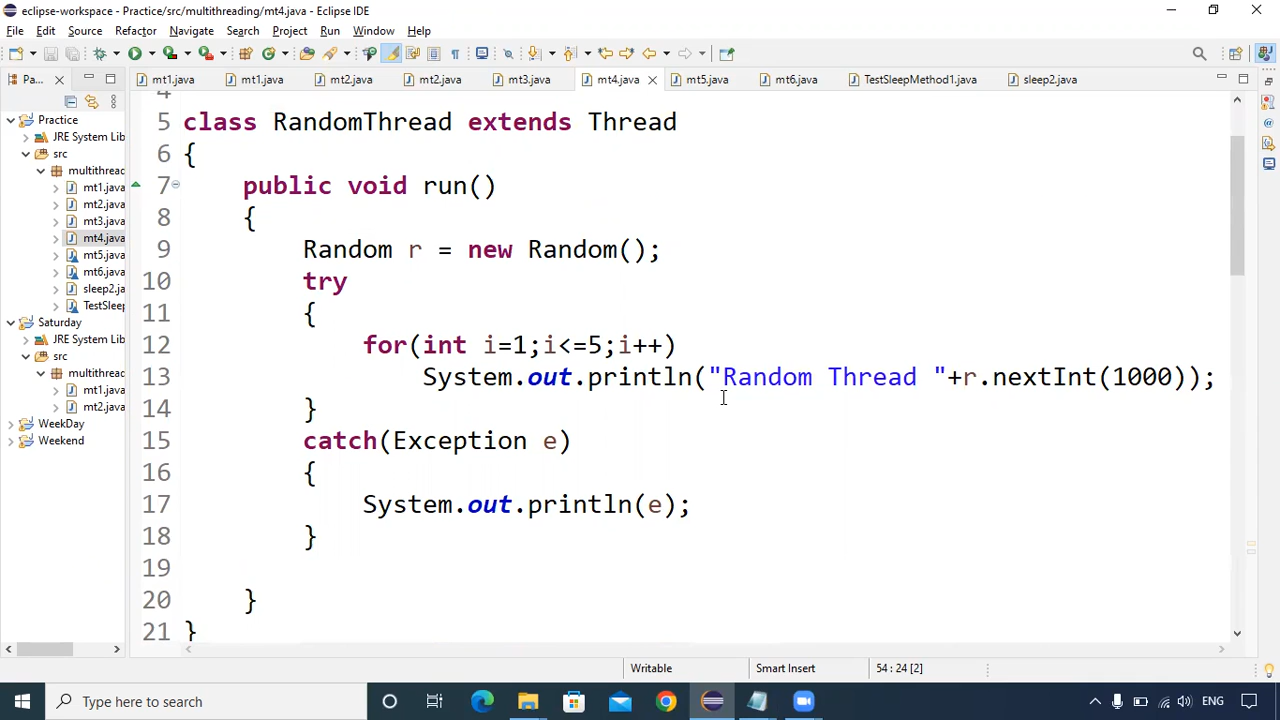 eclipse-workspace - Practice/src/multithreading/mt4.java - Eclipse IDE
File Edit Source Refactor Navigate Search Project Run Window Help
Pa...
mt1.java mt1.java mt2.java mt2.java mt3.java mt4.java mt5.java mt6.java TestSleepMethod1.java sleep2.java
Practice
JRE System Lib
src
multithread
mt1.java
mt2.java
mt3.java
mt4.java
mt5.java
mt6.java
sleep2.ja
TestSleep
Saturday
JRE System Lib
src
multithread
mt1.java
mt2.java
WeekDay
Weekend
4
5 class RandomThread extends Thread
6 {
7 public void run()
8 {
9 Random r = new Random();
10 try
11 {
12 for(int i=1;i<=5;i++)
13 System.out.println("Random Thread "+r.nextInt(1000));
14 }
15 catch(Exception e)
16 {
17 System.out.println(e);
18 }
19
20 }
21 }
Writable Smart Insert 54 : 24 [2]
Type here to search
ENG